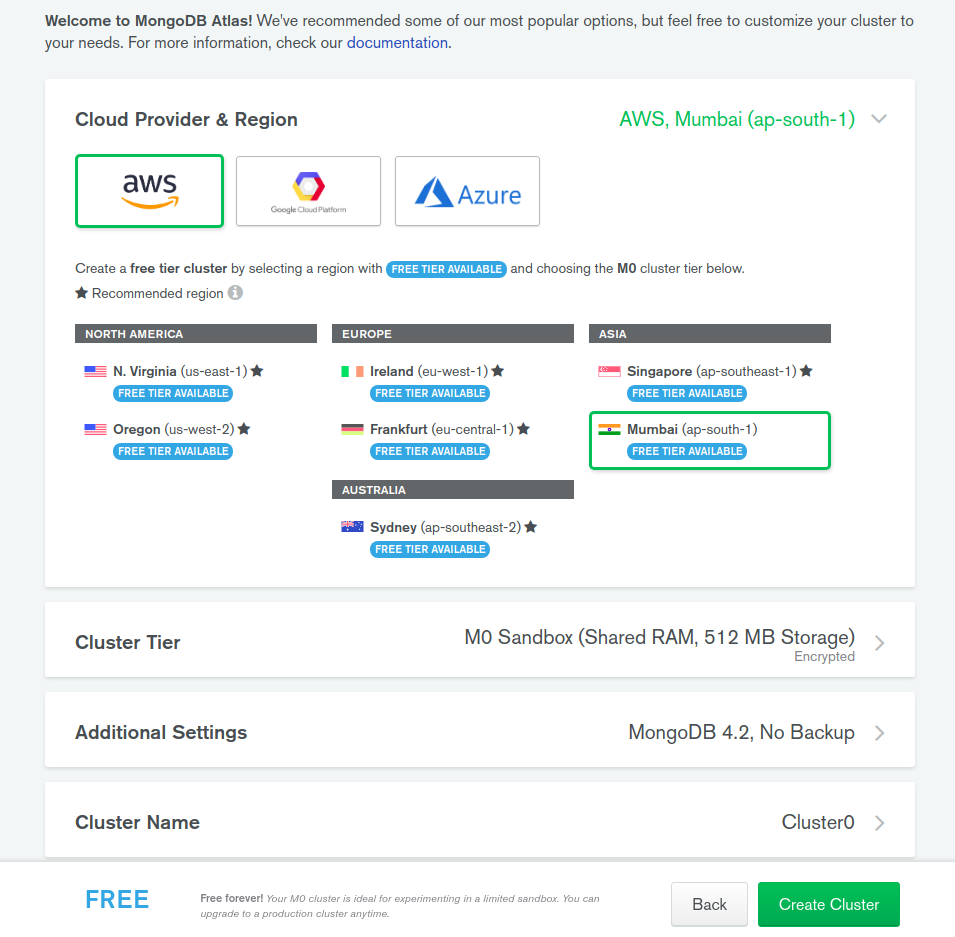 Welcome to MongoDB Atlas! We've recommended some of our most popular options, but feel free to customize your cluster to
your needs. For more information, check our documentation.
Cloud Provider & Region
AWS, Mumbai (ap-south-1)
aws
Google Cloud Platform
Azure
Create a free tier cluster by selecting a region with FREE TIER AVAILABLE and choosing the M0 cluster tier below.
★ Recommended region i
NORTH AMERICA
N. Virginia (us-east-1) ★
FREE TIER AVAILABLE
Oregon (us-west-2) ★
FREE TIER AVAILABLE
EUROPE
Ireland (eu-west-1) ★
FREE TIER AVAILABLE
Frankfurt (eu-central-1) ★
FREE TIER AVAILABLE
AUSTRALIA
Sydney (ap-southeast-2) ★
FREE TIER AVAILABLE
ASIA
Singapore (ap-southeast-1) ★
FREE TIER AVAILABLE
Mumbai (ap-south-1)
FREE TIER AVAILABLE
Cluster Tier
M0 Sandbox (Shared RAM, 512 MB Storage)
Encrypted
Additional Settings
MongoDB 4.2, No Backup
Cluster Name
Cluster0
FREE
Free forever! Your M0 cluster is ideal for experimenting in a limited sandbox. You can
upgrade to a production cluster anytime.
Back
Create Cluster